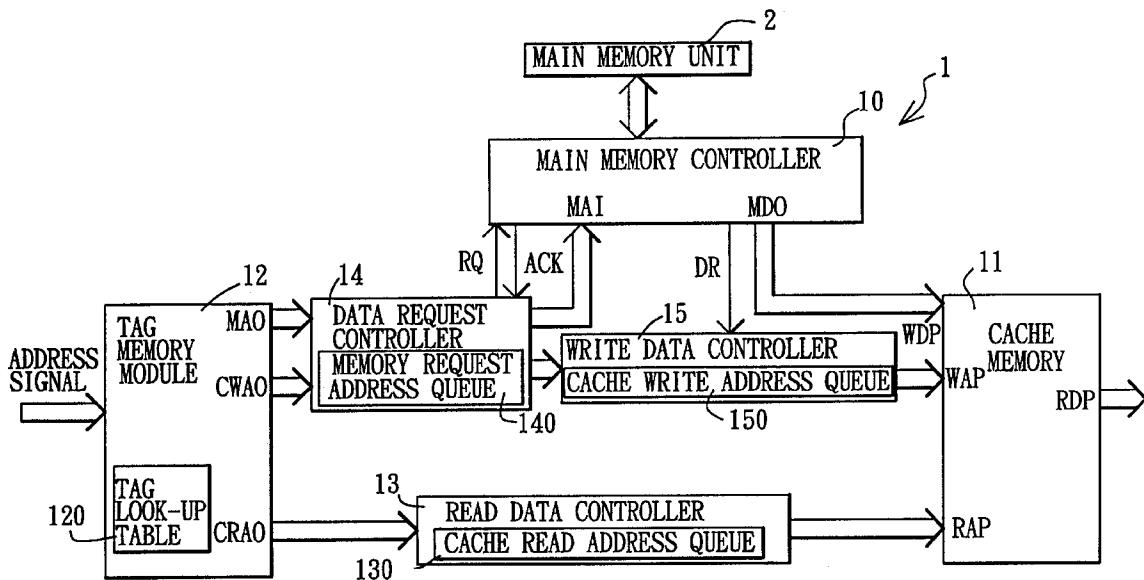 2
MAIN MEMORY UNIT
1
10
MAIN MEMORY CONTROLLER
MAI
MDO
RQ
ACK
DR
12
14
11
MAO
TAG
MEMORY
MODULE
DATA REQUEST
CONTROLLER
15
WDP
CACHE
MEMORY
ADDRESS
SIGNAL
WRITE DATA CONTROLLER
CWAO
MEMORY REQUEST
ADDRESS QUEUE
CACHE WRITE ADDRESS QUEUE
WAP
RDP
140
150
TAG
LOOK-UP
TABLE
120
13
READ DATA CONTROLLER
CRAO
CACHE READ ADDRESS QUEUE
RAP
130